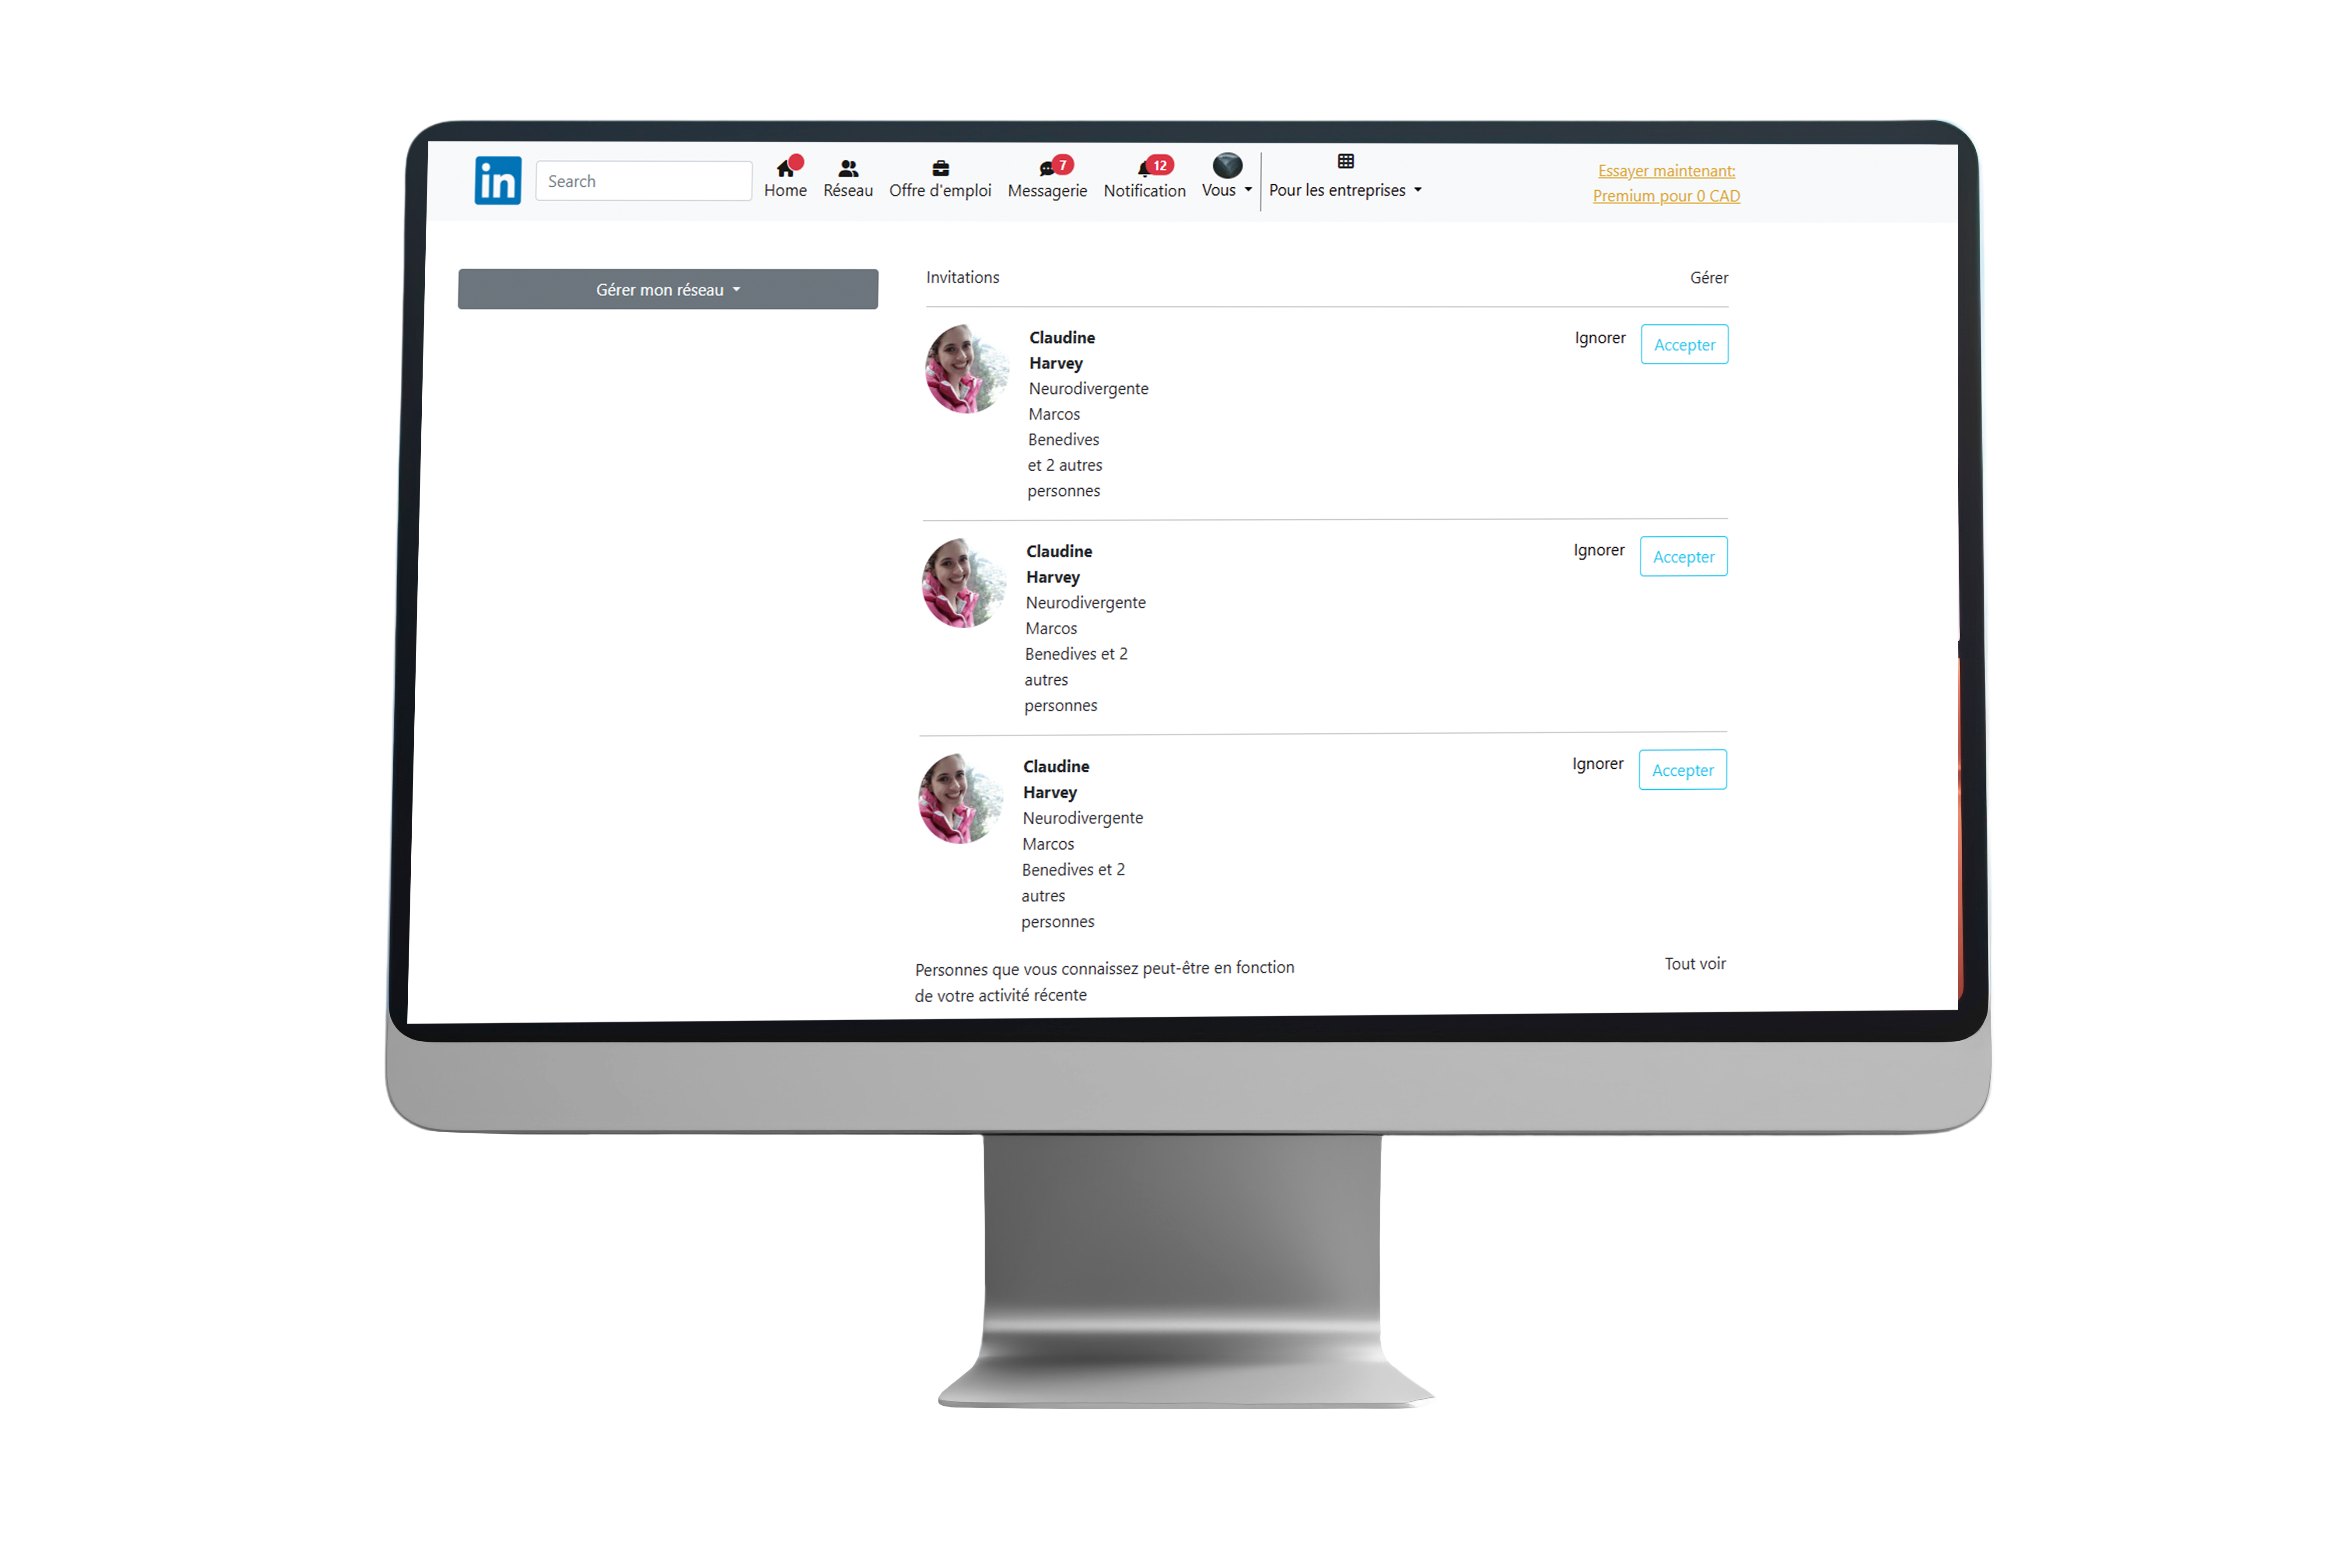 in
Search
Home
Réseau
Offre d'emploi
7
Messagerie
12
Notification
Vous
Pour les entreprises
Essayer maintenant:
Premium pour 0 CAD
Gérer mon réseau
Invitations
Gérer
Claudine
Harvey
Neurodivergente
Marcos
Benedives
et 2 autres
personnes
Ignorer
Accepter
Claudine
Harvey
Neurodivergente
Marcos
Benedives et 2
autres
personnes
Ignorer
Accepter
Claudine
Harvey
Neurodivergente
Marcos
Benedives et 2
autres
personnes
Ignorer
Accepter
Personnes que vous connaissez peut-être en fonction
de votre activité récente
Tout voir